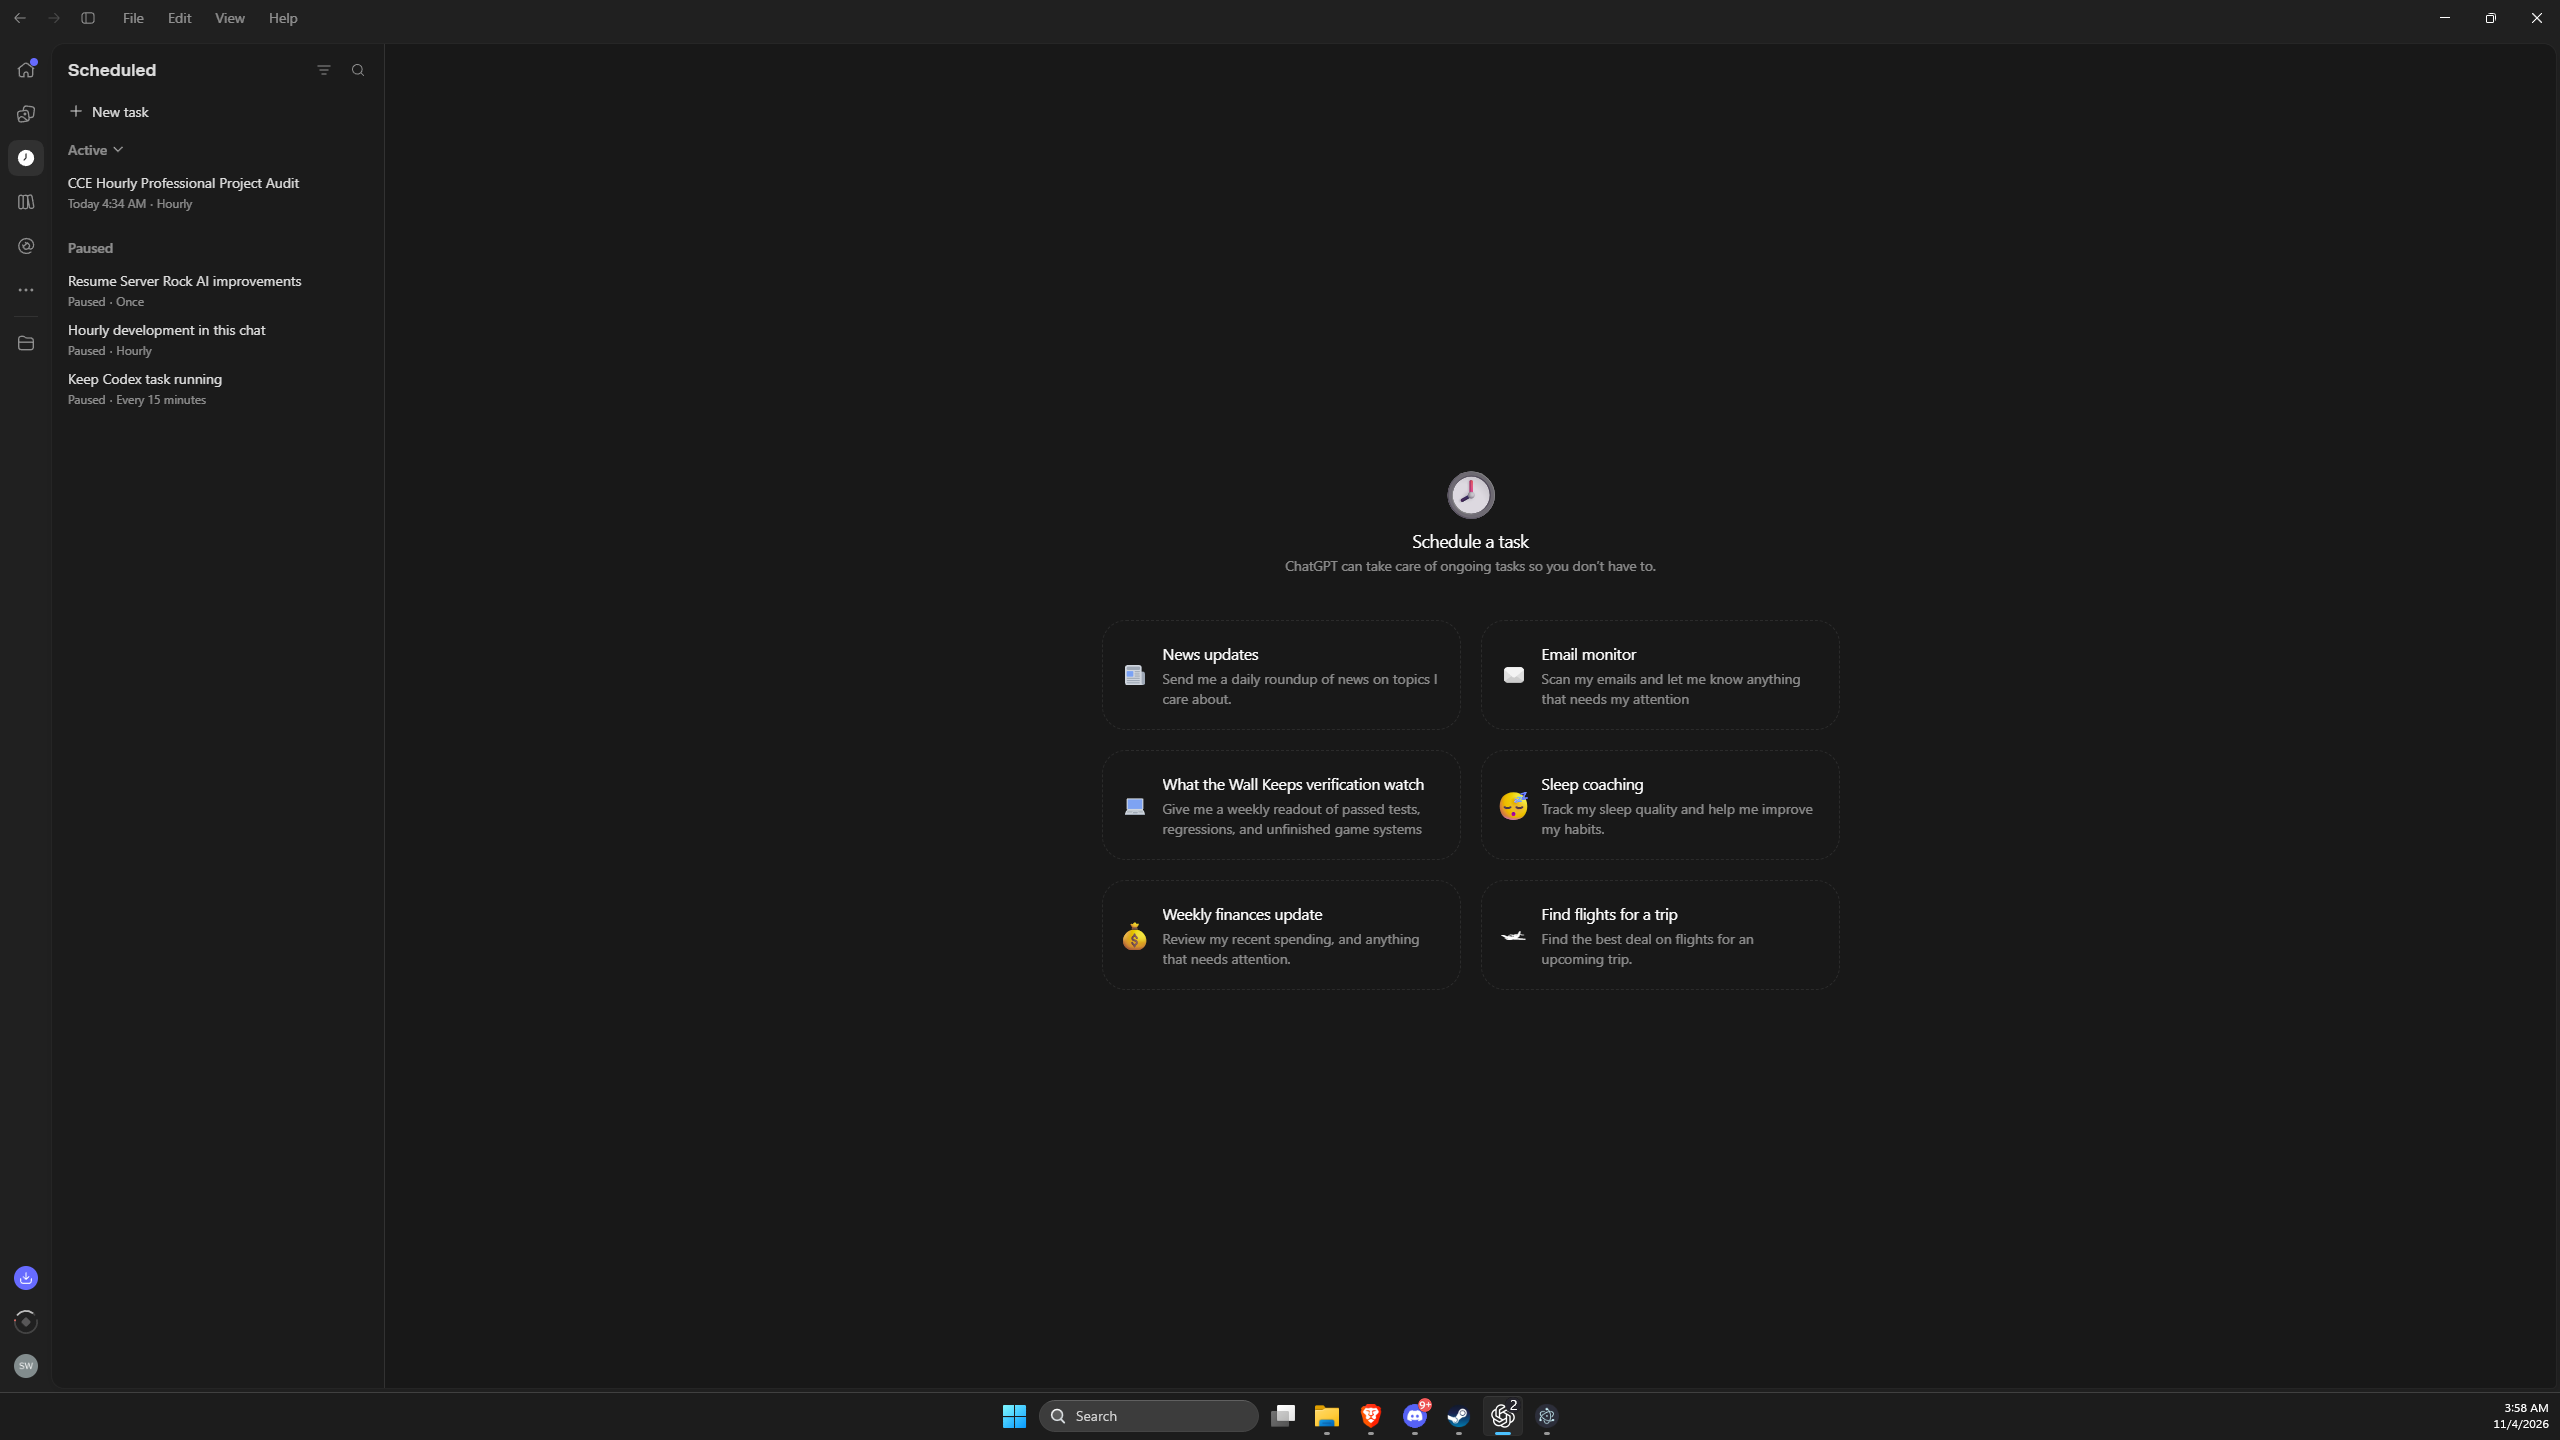 File Edit View Help
Scheduled
New task
Active
CCE Hourly Professional Project Audit
Today 4:34 AM · Hourly
Paused
Resume Server Rock AI improvements
Paused · Once
Hourly development in this chat
Paused · Hourly
Keep Codex task running
Paused · Every 15 minutes
Schedule a task
ChatGPT can take care of ongoing tasks so you don't have to.
News updates
Send me a daily roundup of news on topics I
care about.
Email monitor
Scan my emails and let me know anything
that needs my attention
What the Wall Keeps verification watch
Give me a weekly readout of passed tests,
regressions, and unfinished game systems
Sleep coaching
Track my sleep quality and help me improve
my habits.
Weekly finances update
Review my recent spending, and anything
that needs attention.
Find flights for a trip
Find the best deal on flights for an
upcoming trip.
SW
Search
9+
2
3:58 AM
11/4/2026